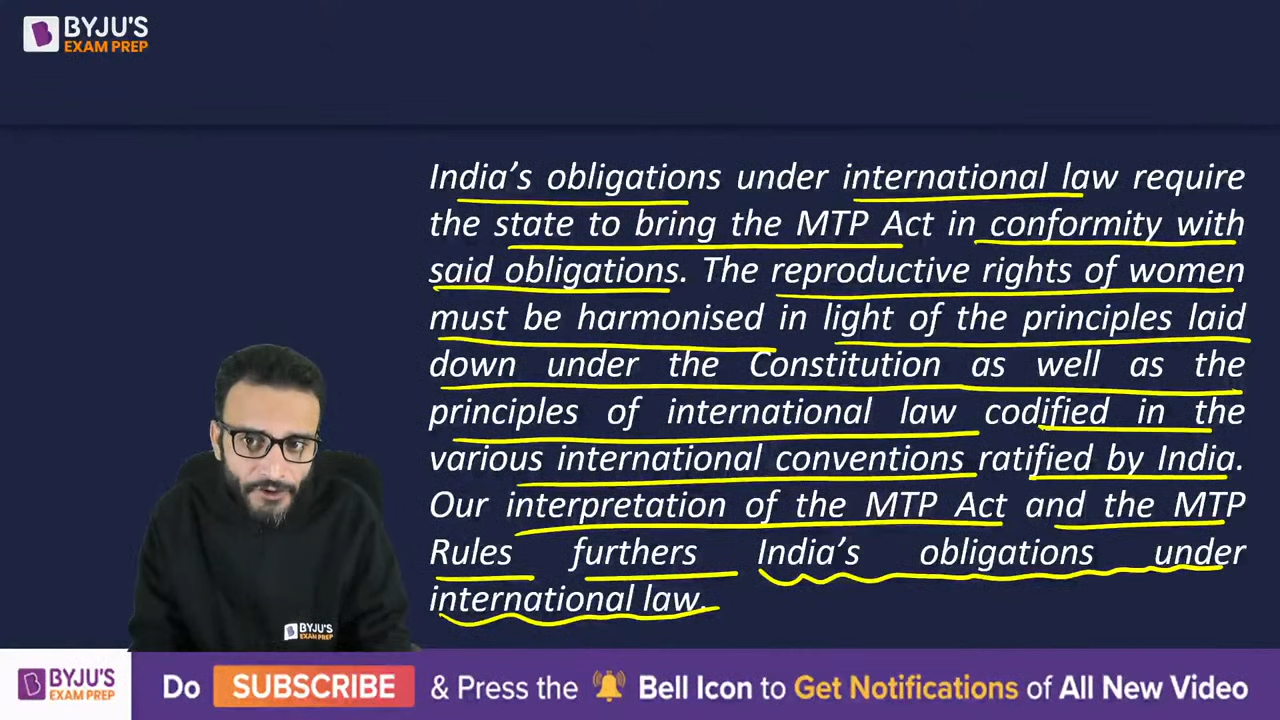 BYJU'S
EXAM PREP
India's obligations under international law require
the state to bring the MTP Act in conformity with
said obligations. The reproductive rights of women
must be harmonised in light of the principles laid
down under the Constitution as well as the
principles of international law codified in the
various international conventions ratified by India.
Our interpretation of the MTP Act and the MTP
Rules furthers India's obligations under
international law.
BYJU'S
EXAM PREP
BYJU'S
EXAM PREP
Do SUBSCRIBE & Press the Bell Icon to Get Notifications of All New Video